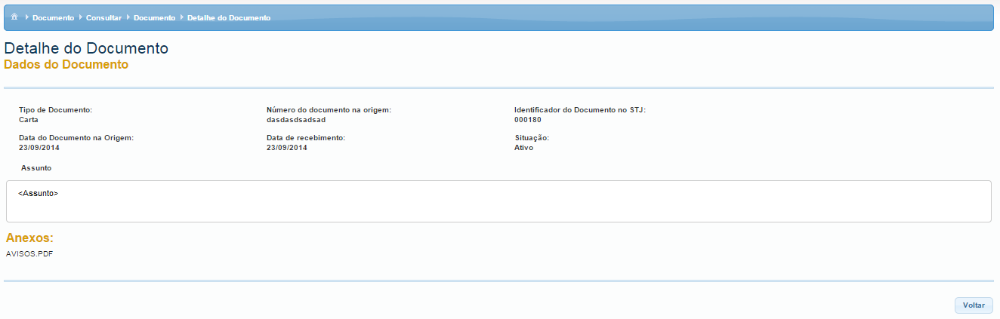 Documento Consultar Documento Detalhe do Documento
Detalhe do Documento
Dados do Documento
Tipo de Documento: Número do documento na origem: Identificador do Documento no STJ:
Carta dasdasdsadsad 000180
Data do Documento na Origem: Data de recebimento: Situação:
23/09/2014 23/09/2014 Ativo
Assunto
<Assunto>
Anexos:
AVISOS.PDF
Voltar